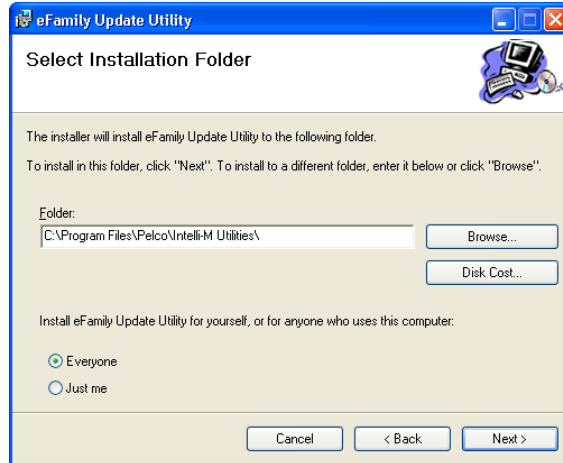 eFamily Update Utility
Select Installation Folder
The installer will install eFamily Update Utility to the following folder.
To install in this folder, click "Next". To install to a different folder, enter it below or click "Browse".
Folder:
C:\Program Files\Pelco\Intelli-M Utilities\
Browse...
Disk Cost...
Install eFamily Update Utility for yourself, or for anyone who uses this computer:
Everyone
Just me
Cancel
< Back
Next >